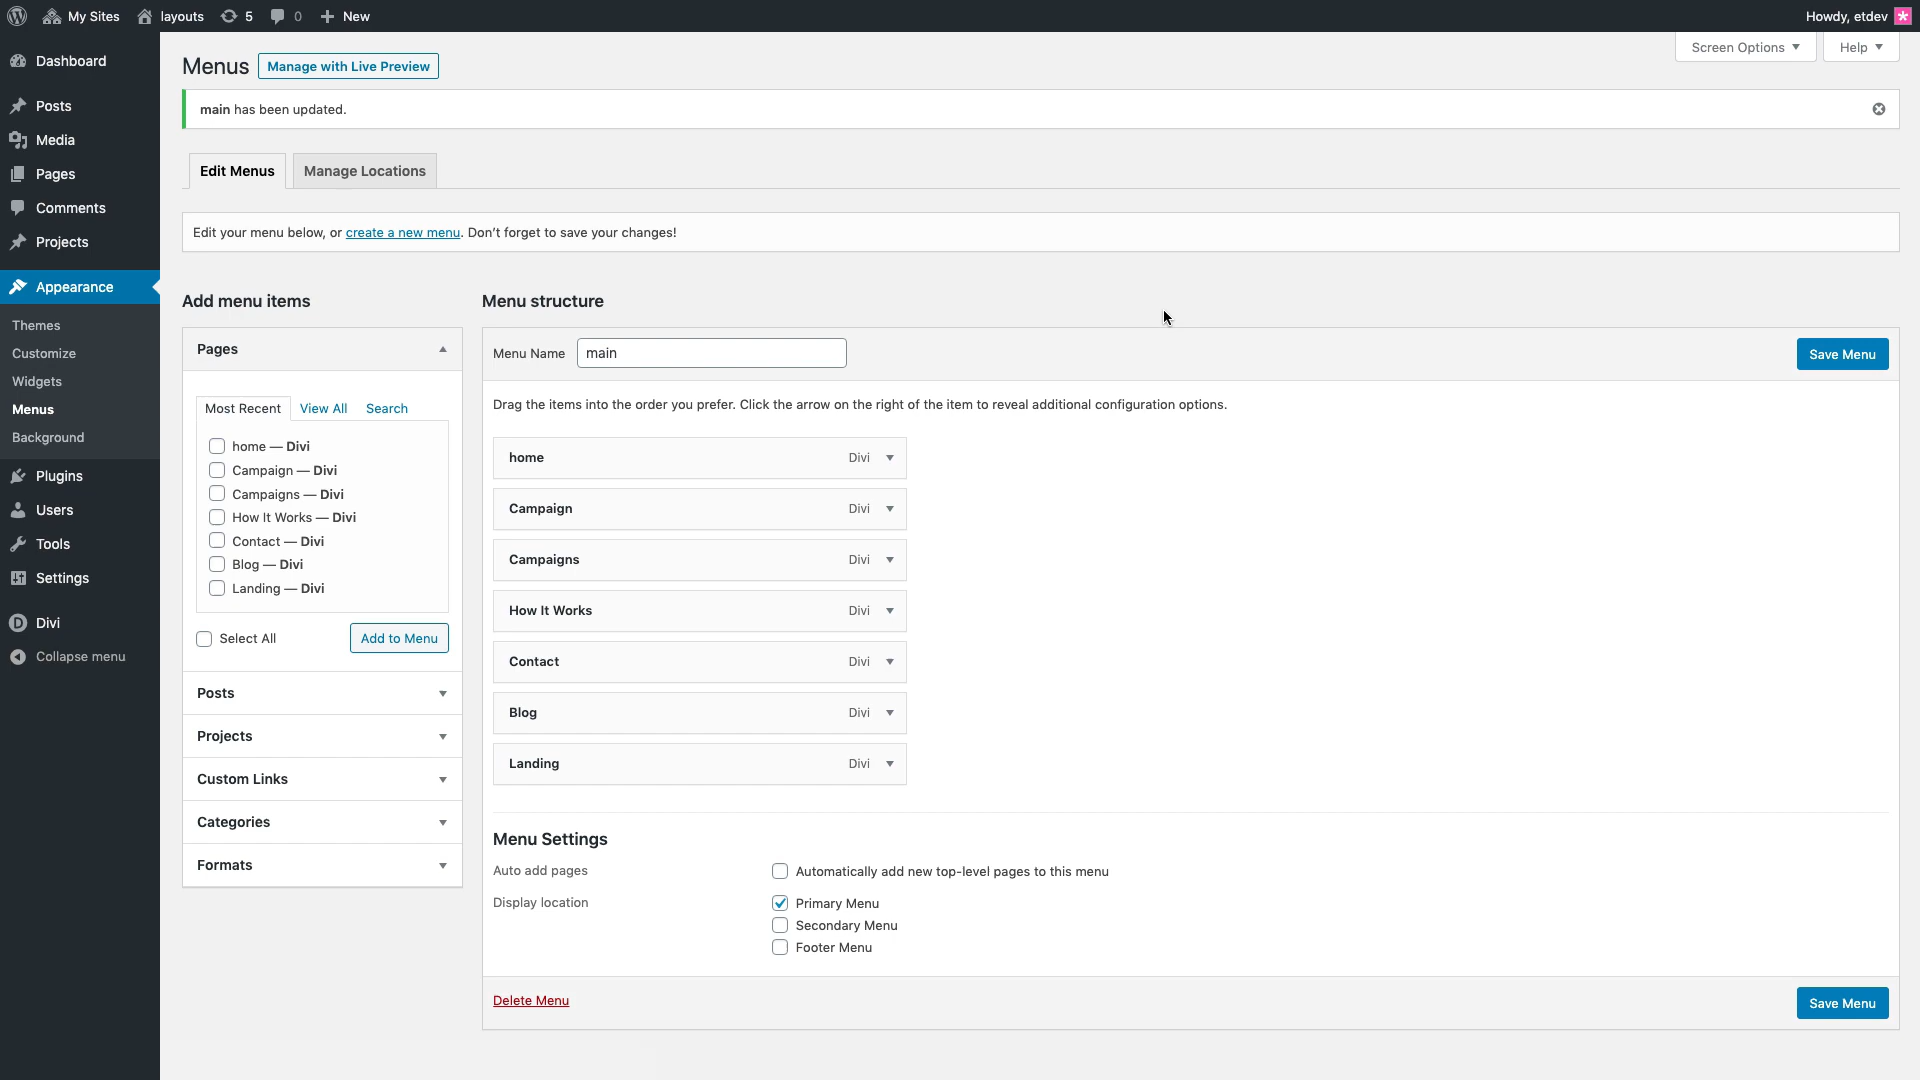 My Sites layouts 5 0 New Howdy, etdev
Screen Options Help
Dashboard
Posts
Media
Pages
Comments
Projects
Appearance
Themes
Customize
Widgets
Menus
Background
Plugins
Users
Tools
Settings
Divi
Collapse menu
Menus Manage with Live Preview
main has been updated.
Edit Menus Manage Locations
Edit your menu below, or create a new menu. Don’t forget to save your changes!
Add menu items
Pages
Most Recent View All Search
home — Divi
Campaign — Divi
Campaigns — Divi
How It Works — Divi
Contact — Divi
Blog — Divi
Landing — Divi
Select All Add to Menu
Posts
Projects
Custom Links
Categories
Formats
Menu structure
Menu Name main Save Menu
Drag the items into the order you prefer. Click the arrow on the right of the item to reveal additional configuration options.
home Divi
Campaign Divi
Campaigns Divi
How It Works Divi
Contact Divi
Blog Divi
Landing Divi
Menu Settings
Auto add pages Automatically add new top-level pages to this menu
Display location Primary Menu
Secondary Menu
Footer Menu
Delete Menu Save Menu